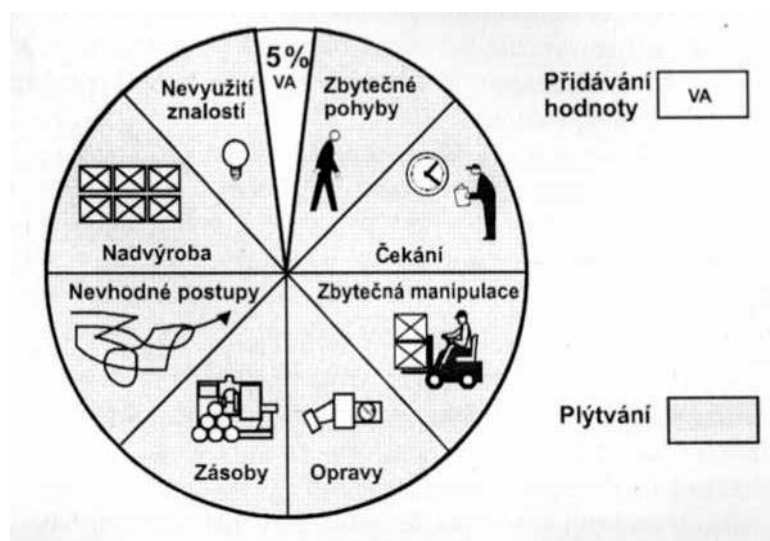 5%
VA
Nevyužití
znalostí
Zbytečné
pohyby
Přidávání
hodnoty
VA
Nadvýroba
Čekání
Nevhodné postupy
Zbytečná manipulace
Zásoby
Opravy
Plýtvání